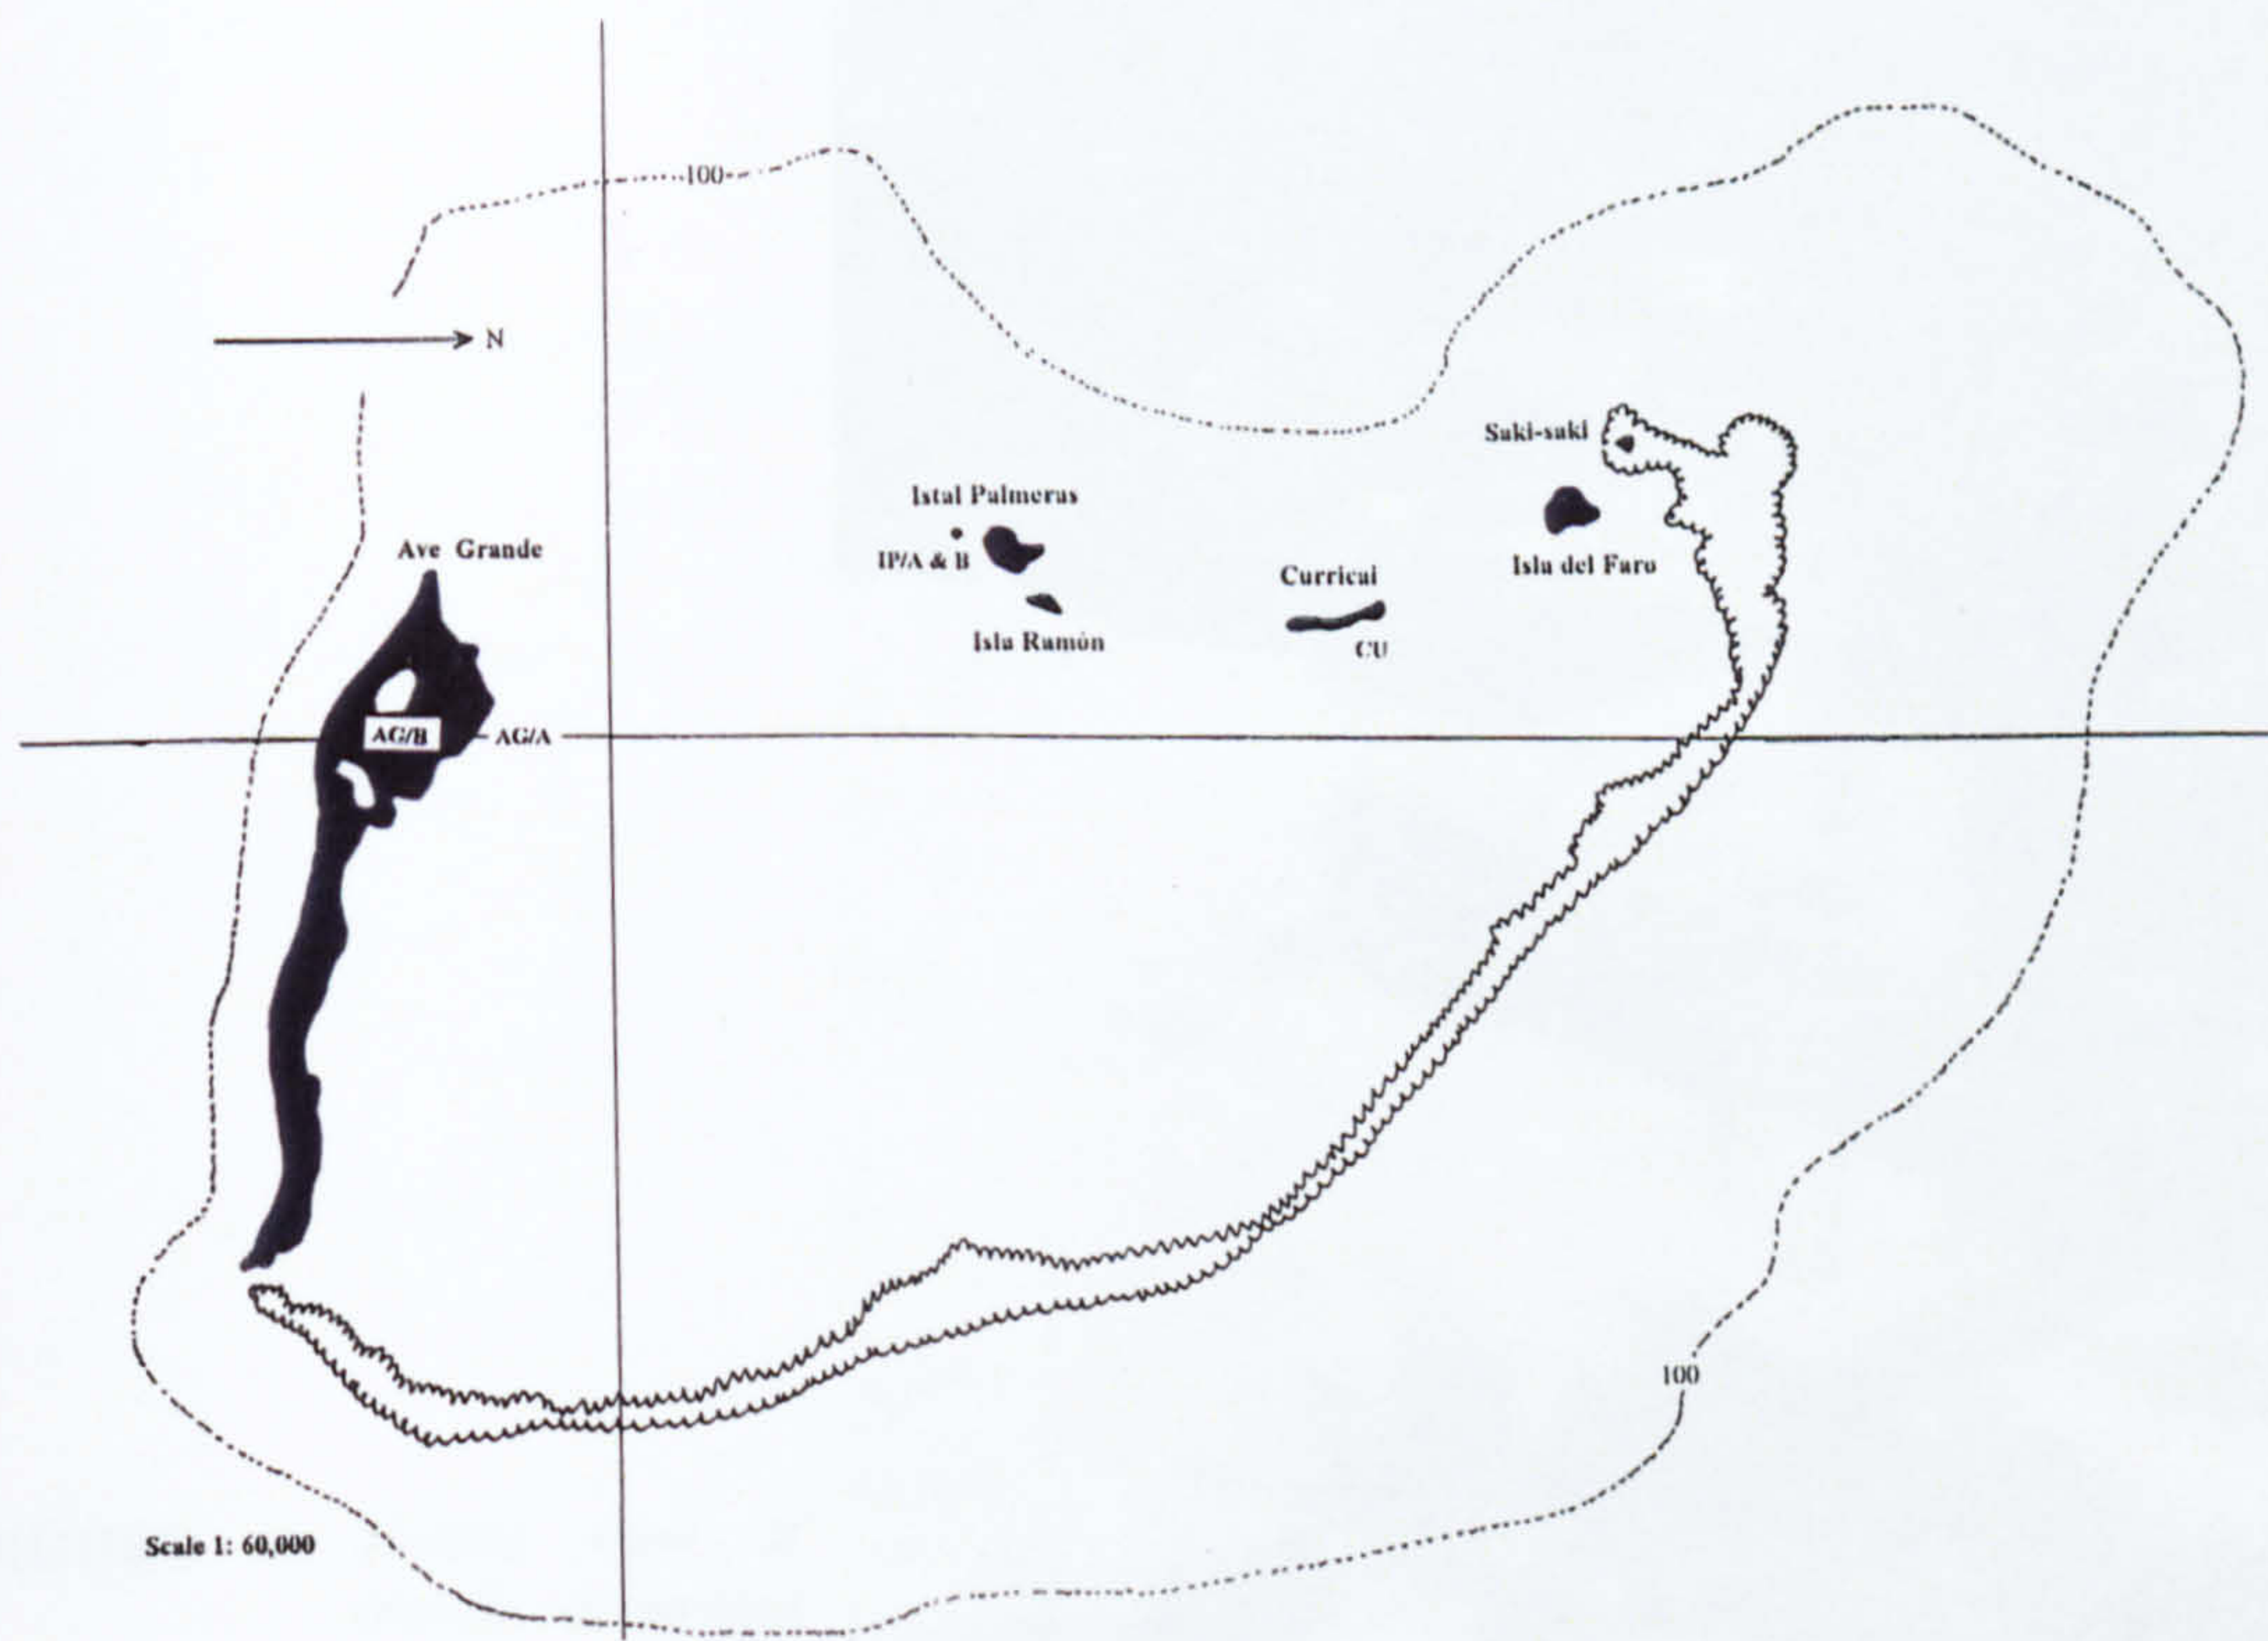 100
N
Saki-saki
Istal Palmeras
Ave Grande
IP/A & B
Isla del Faro
Curricai
Isla Ramón
CU
AG/B
AG/A
100
Scale 1: 60,000